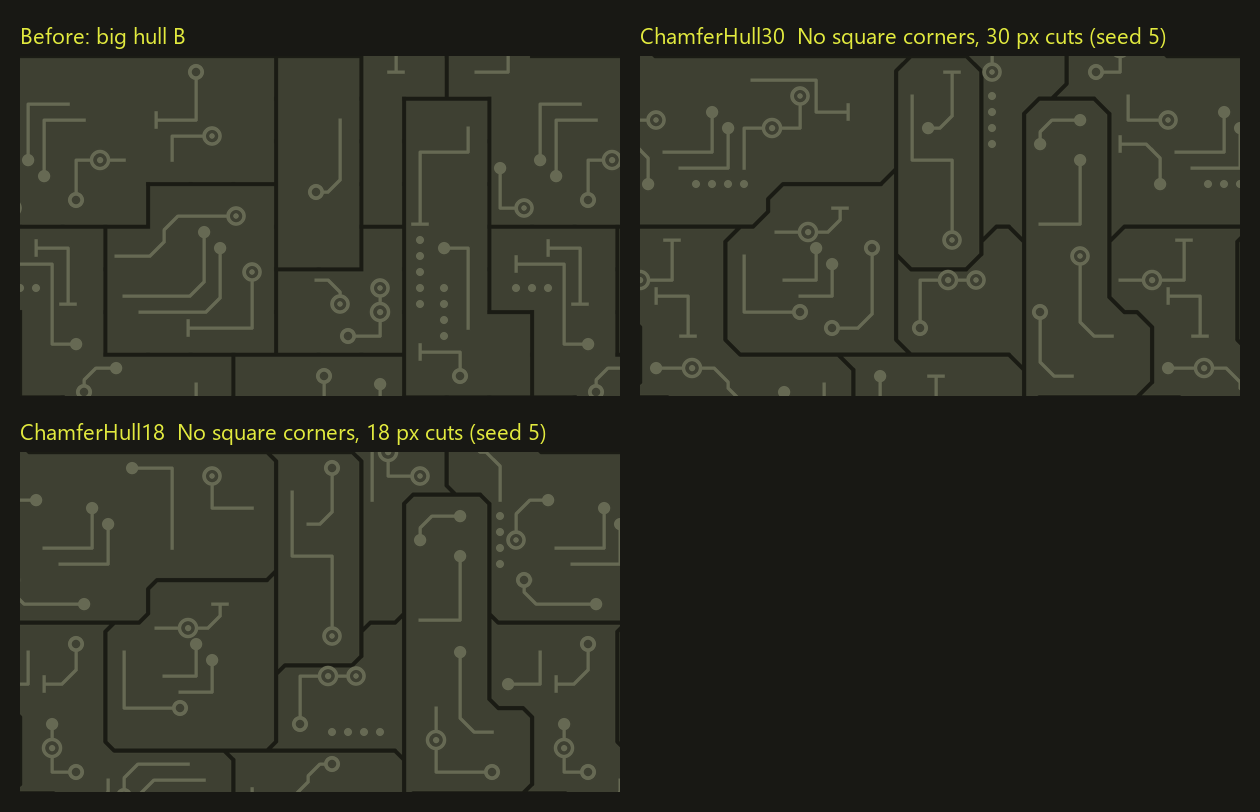 Before: big hull B
ChamferHull30  No square corners, 30 px cuts (seed 5)
ChamferHull18  No square corners, 18 px cuts (seed 5)